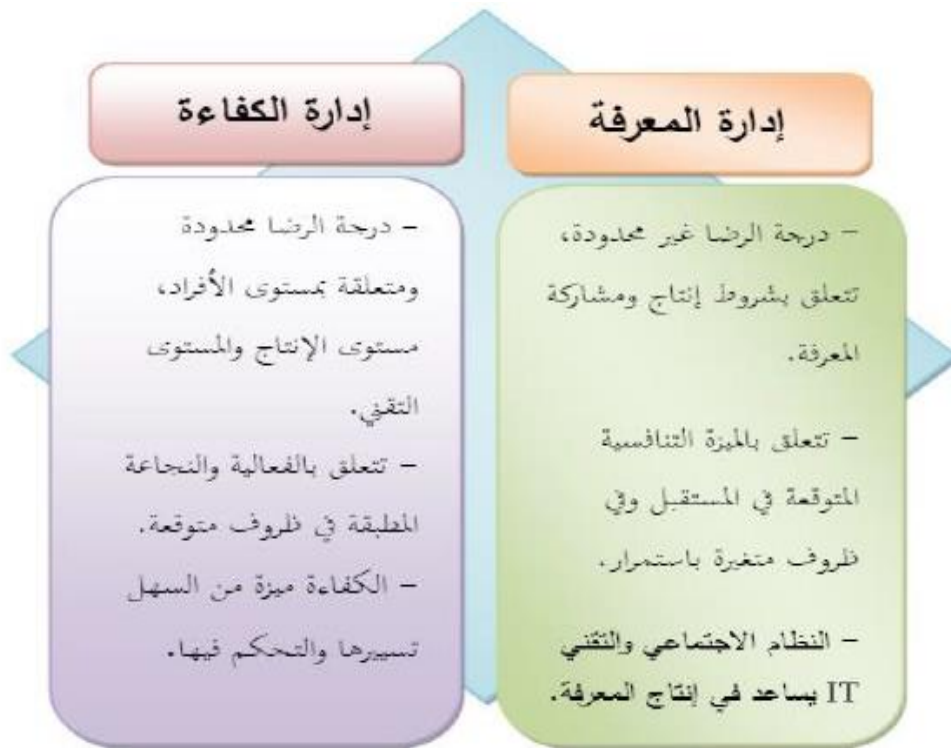 إدارة المعرفة
– درجة الرضا غير محدودة،
تتعلق بشروط إنتاج ومشاركة
المعرفة.
– تتعلق بالميزة التنافسية
المتوقعة في المستقبل وفي
ظروف متغيرة باستمرار.
– النظام الاجتماعي والتقني
IT يساعد في إنتاج المعرفة.
إدارة الكفاءة
– درجة الرضا محدودة
ومتعلقة بمستوى الأفراد،
مستوى الإنتاج والمستوى
التقني.
– تتعلق بالفعالية والنجاعة
المطبقة في ظروف متوقعة.
– الكفاءة ميزة من السهل
تسييرها والتحكم فيها.